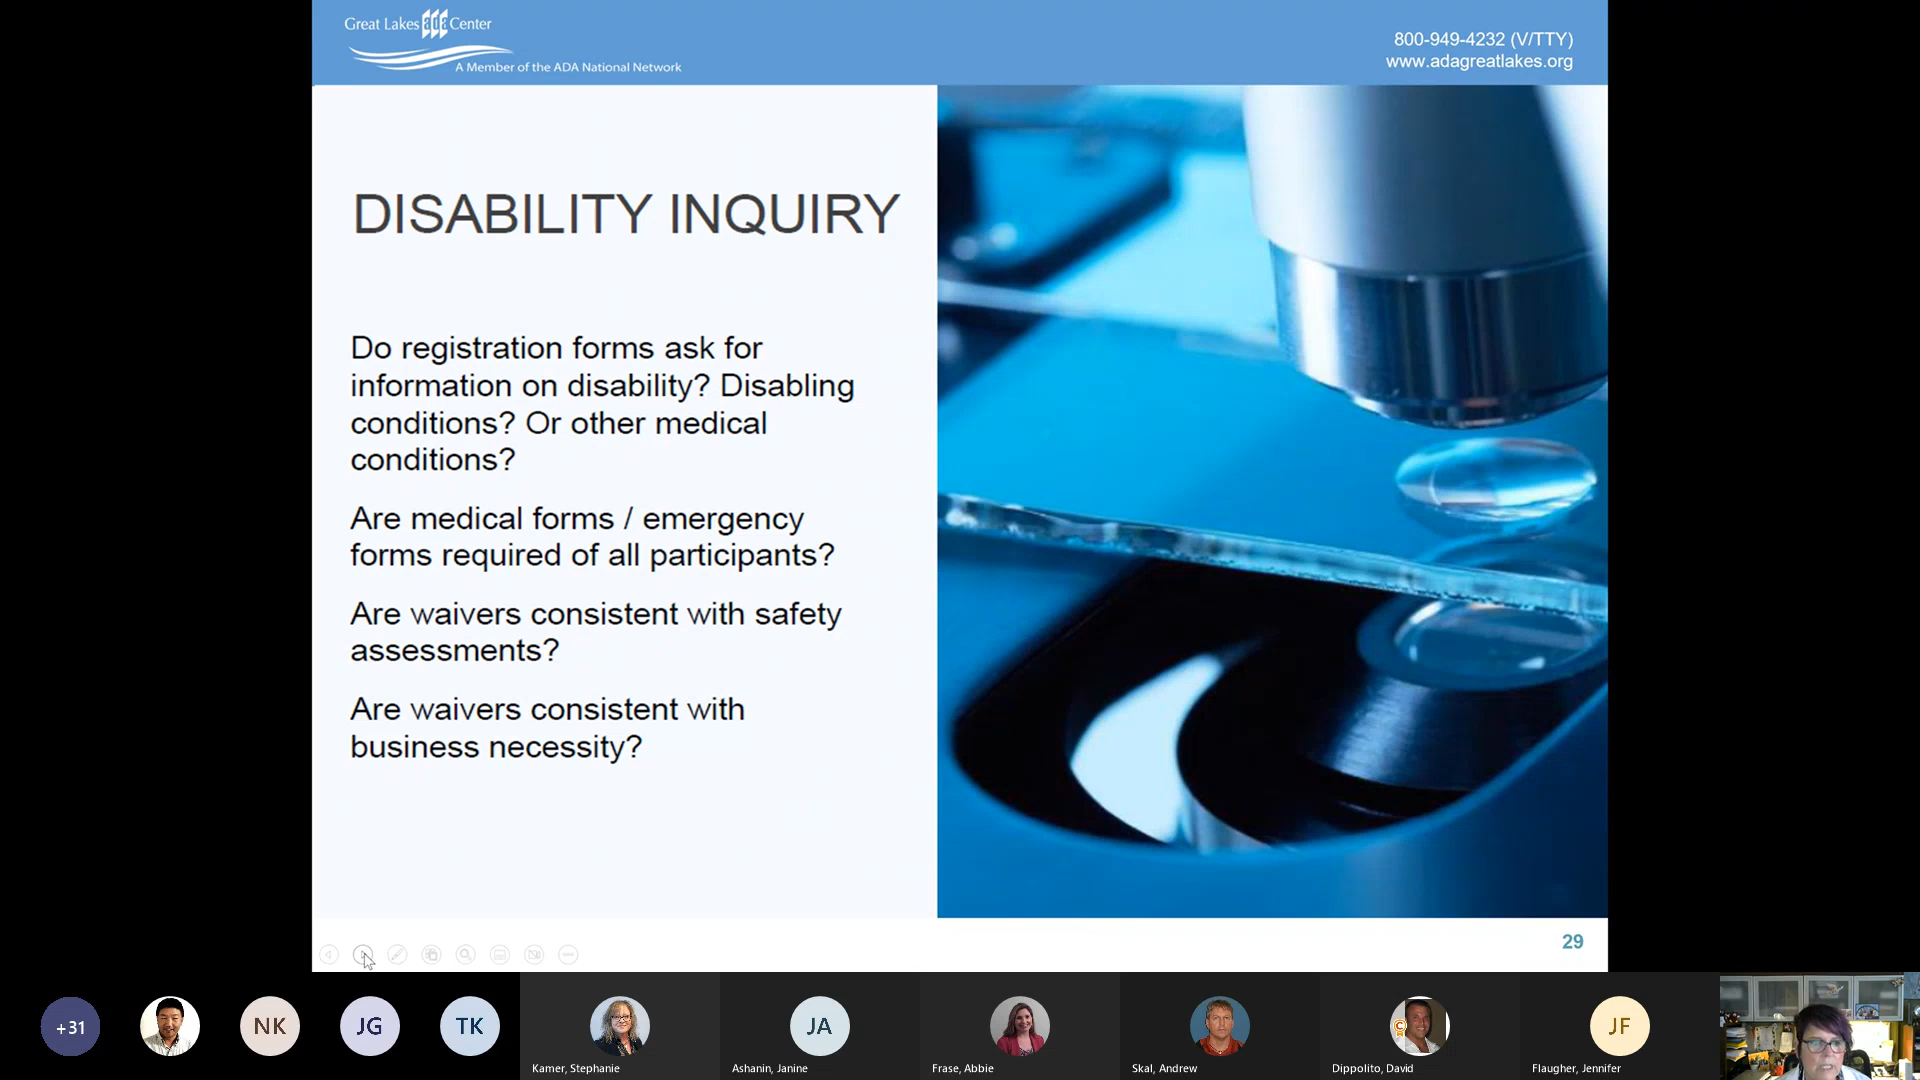 Great Lakes ada Center
A Member of the ADA National Network
800-949-4232 (V/TTY)
www.adagreatlakes.org
DISABILITY INQUIRY
Do registration forms ask for
information on disability? Disabling
conditions? Or other medical
conditions?
Are medical forms / emergency
forms required of all participants?
Are waivers consistent with safety
assessments?
Are waivers consistent with
business necessity?
29
+31
NK
JG
TK
JA
C
JF
Kamer, Stephanie
Ashanin, Janine
Frase, Abbie
Skal, Andrew
Dippolito, David
Flaugher, Jennifer